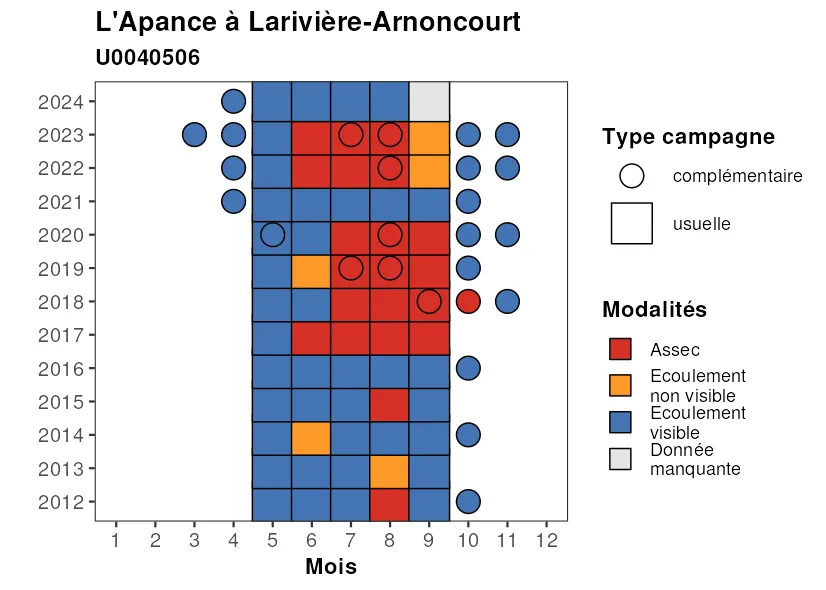 L'Apance à Larivière-Arnoncourt
U0040506
2024
2023
2022
2021
2020
2019
2018
2017
2016
2015
2014
2013
2012
1 2 3 4 5 6 7 8 9 10 11 12
Mois
Type campagne
complémentaire
usuelle
Modalités
Assec
Ecoulement
non visible
Ecoulement
visible
Donnée
manquante